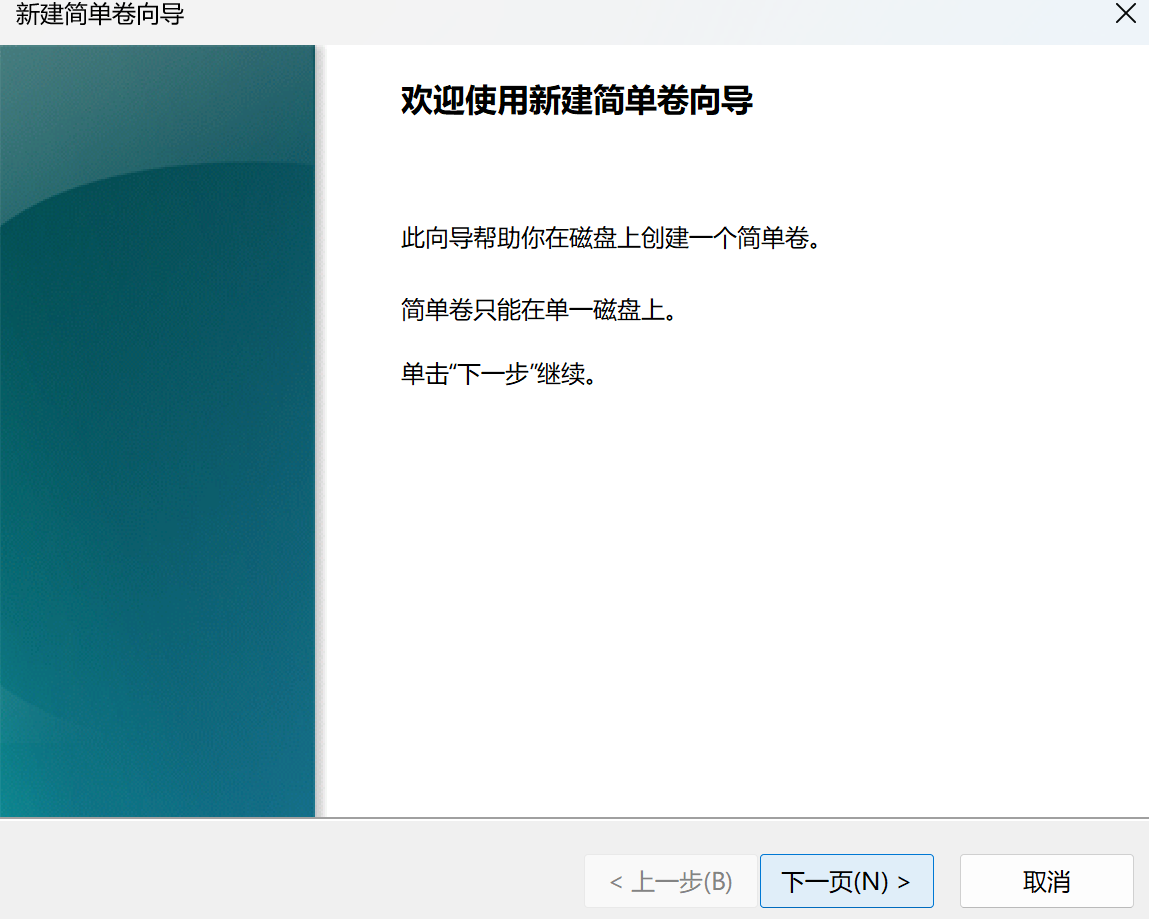 新建简单卷向导
欢迎使用新建简单卷向导
此向导帮助你在磁盘上创建一个简单卷。
简单卷只能在单一磁盘上。
单击“下一步”继续。
< 上一步(B)
下一页(N) >
取消